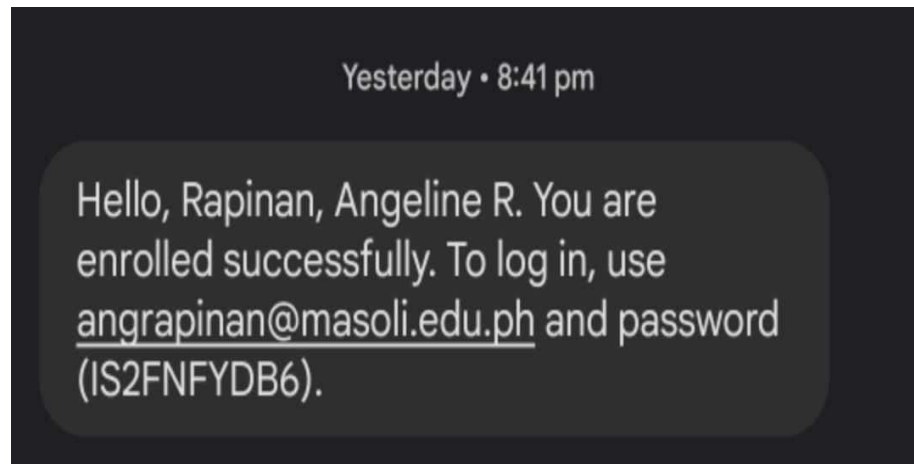 Yesterday • 8:41 pm
Hello, Rapinan, Angeline R. You are
enrolled successfully. To log in, use
angrapinan@masoli.edu.ph and password
(IS2FNFYDB6).